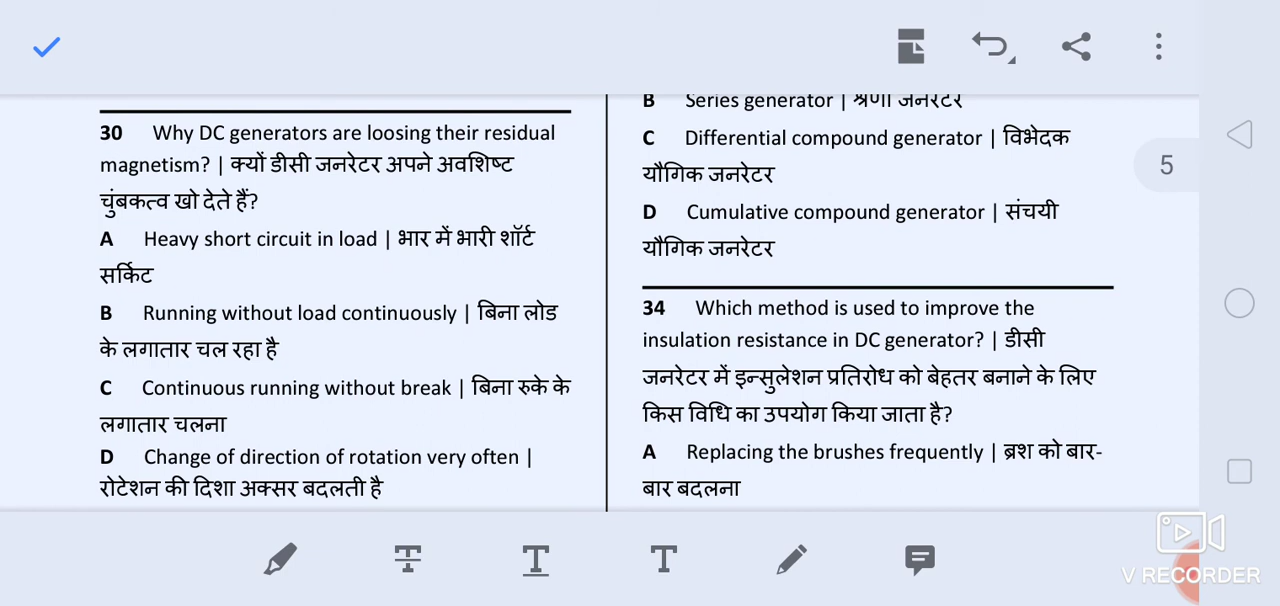 30 Why DC generators are loosing their residual
magnetism? | क्यों डीसी जनरेटर अपने अवशिष्ट
चुंबकत्व खो देते हैं?
A Heavy short circuit in load | भार में भारी शॉर्ट
सर्किट
B Running without load continuously | बिना लोड
के लगातार चल रहा है
C Continuous running without break | बिना रुके के
लगातार चलना
D Change of direction of rotation very often |
रोटेशन की दिशा अक्सर बदलती है
B Series generator | श्रेणी जनरेटर
C Differential compound generator | विभेदक
यौगिक जनरेटर
D Cumulative compound generator | संचयी
यौगिक जनरेटर
34 Which method is used to improve the
insulation resistance in DC generator? | डीसी
जनरेटर में इन्सुलेशन प्रतिरोध को बेहतर बनाने के लिए
किस विधि का उपयोग किया जाता है?
A Replacing the brushes frequently | ब्रश को बार-
बार बदलना
5
V RECORDER